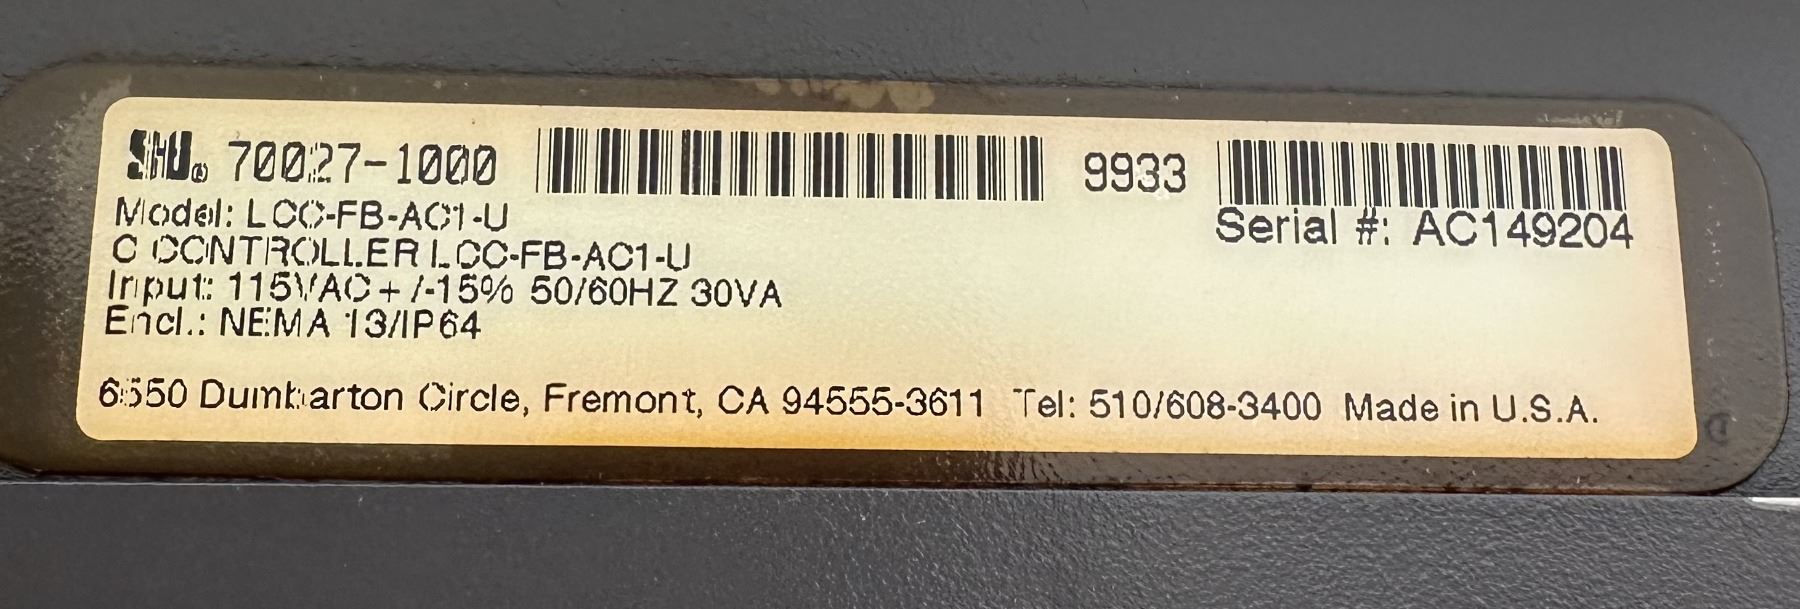 70027-1000 9933
Model: LCC-FB-AC1-U
Serial #: AC149204
C CONTROLLER LCC-FB-AC1-U
Input: 115VAC +/-15% 50/60HZ 30VA
Encl.: NEMA 13/IP64
6550 Dumbarton Circle, Fremont, CA 94555-3611 Tel: 510/608-3400 Made in U.S.A.